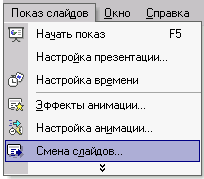 Показ слайдов Окно Справка
Начать показ F5
Настройка презентации...
Настройка времени
Эффекты анимации...
Настройка анимации...
Смена слайдов...